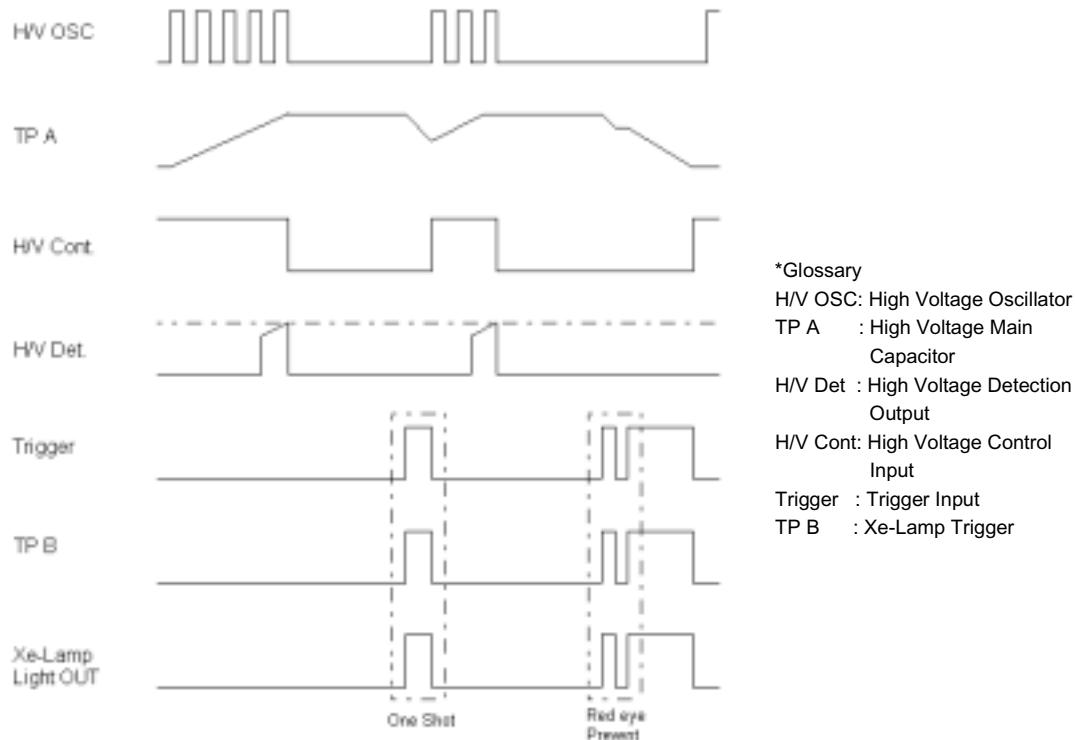 H/V OSC
TP A
H/V Cont.
H/V Det.
Trigger
TP B
Xe-Lamp
Light OUT
One Shot
Red eye
Prevent
*Glossary
H/V OSC: High Voltage Oscillator
TP A : High Voltage Main
Capacitor
H/V Det : High Voltage Detection
Output
H/V Cont: High Voltage Control
Input
Trigger : Trigger Input
TP B : Xe-Lamp Trigger